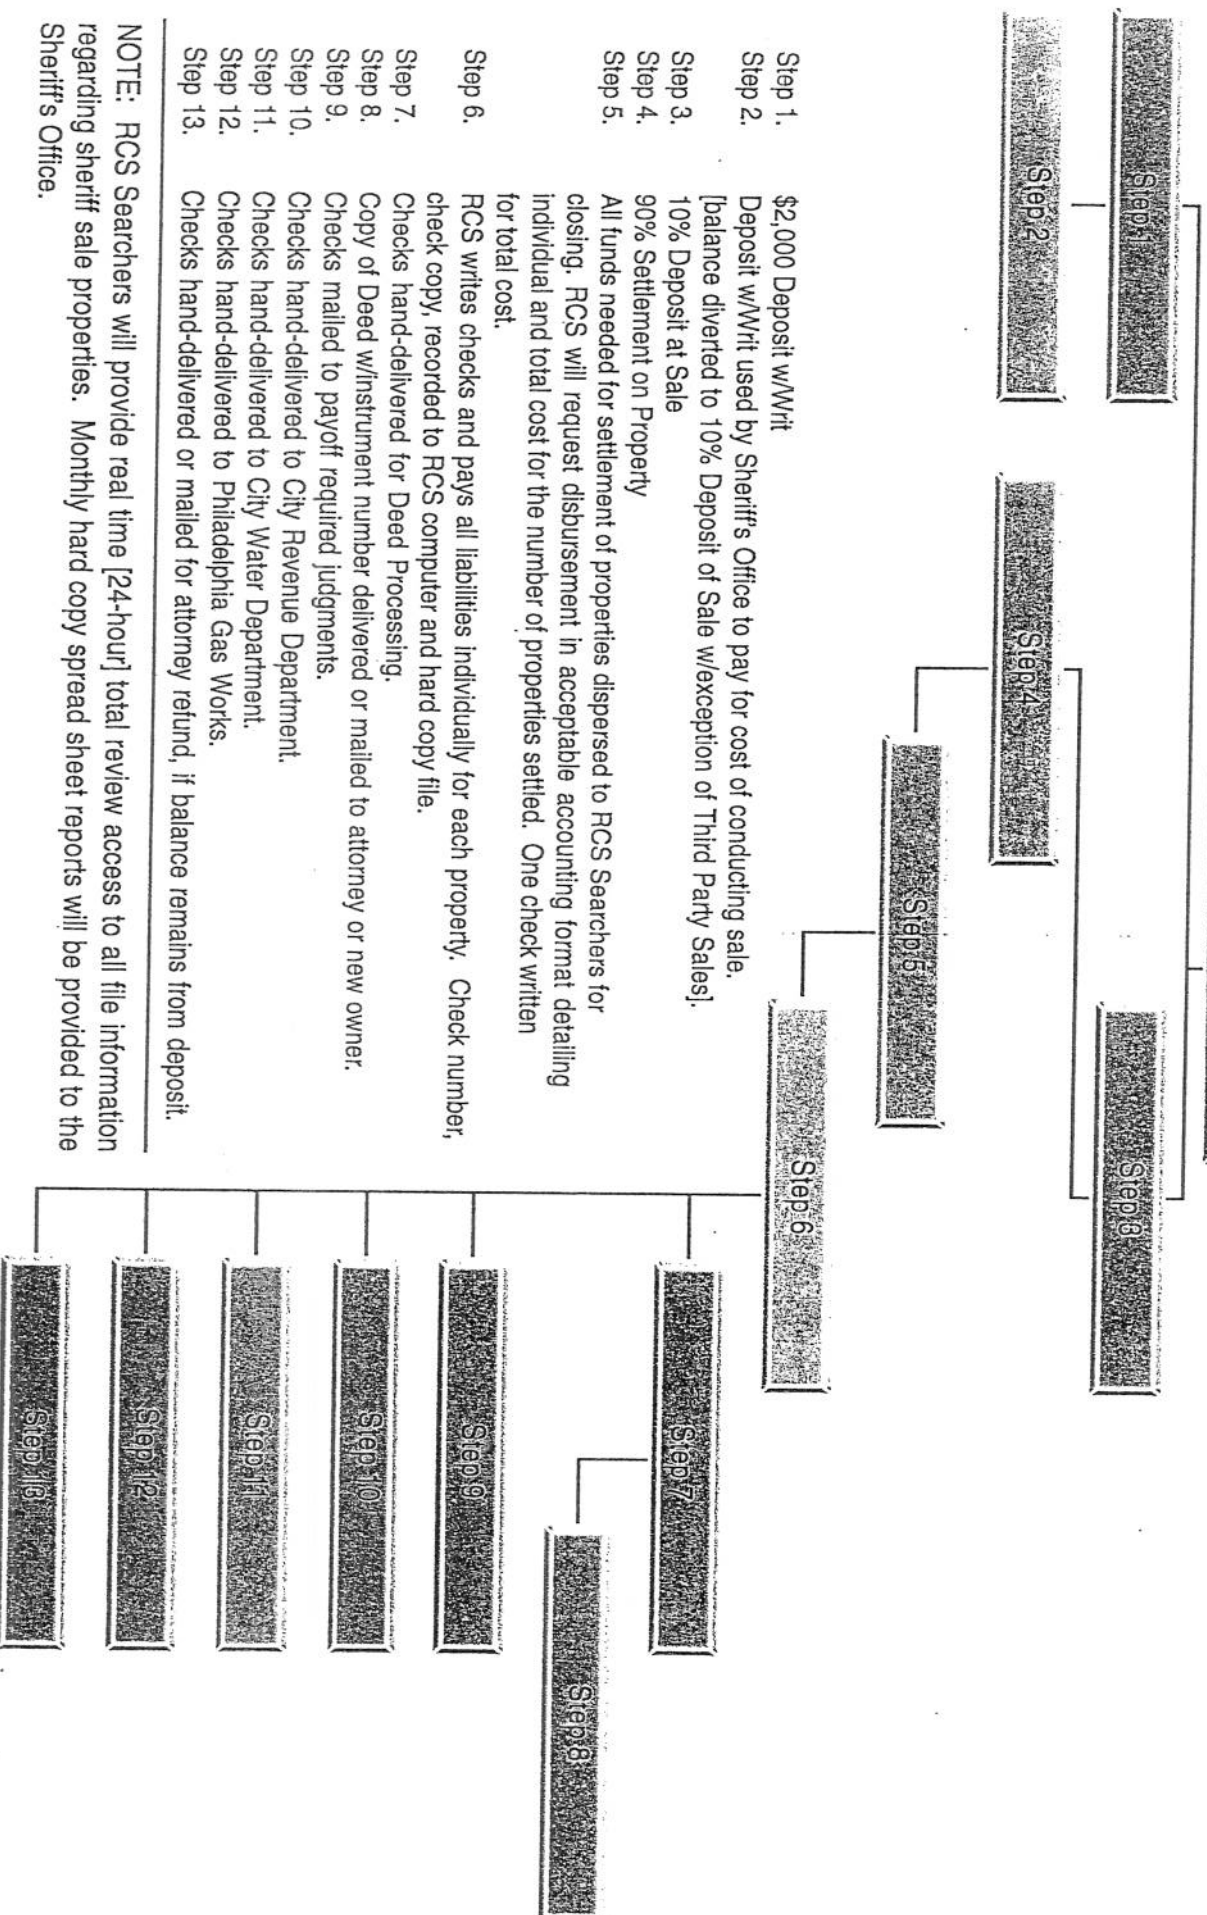 Step 1
Step 3
Step 2
Step 4
Step 5
Step 6
Step 7
Step 8
Step 9
Step 10
Step 11
Step 12
Step 13
Step 1. $2,000 Deposit w/Writ
Step 2. Deposit w/Writ used by Sheriff's Office to pay for cost of conducting sale.
[balance diverted to 10% Deposit of Sale w/exception of Third Party Sales].
Step 3. 10% Deposit at Sale
Step 4. 90% Settlement on Property
Step 5. All funds needed for settlement of properties dispersed to RCS Searchers for
closing. RCS will request disbursement in acceptable accounting format detailing
individual and total cost for the number of properties settled. One check written
for total cost.
Step 6. RCS writes checks and pays all liabilities individually for each property. Check number,
check copy, recorded to RCS computer and hard copy file.
Step 7. Checks hand-delivered for Deed Processing.
Step 8. Copy of Deed w/instrument number delivered or mailed to attorney or new owner.
Step 9. Checks mailed to payoff required judgments.
Step 10. Checks hand-delivered to City Revenue Department.
Step 11. Checks hand-delivered to City Water Department.
Step 12. Checks hand-delivered to Philadelphia Gas Works.
Step 13. Checks hand-delivered or mailed for attorney refund, if balance remains from deposit.
NOTE: RCS Searchers will provide real time [24-hour] total review access to all file information
regarding sheriff sale properties. Monthly hard copy spread sheet reports will be provided to the
Sheriff's Office.